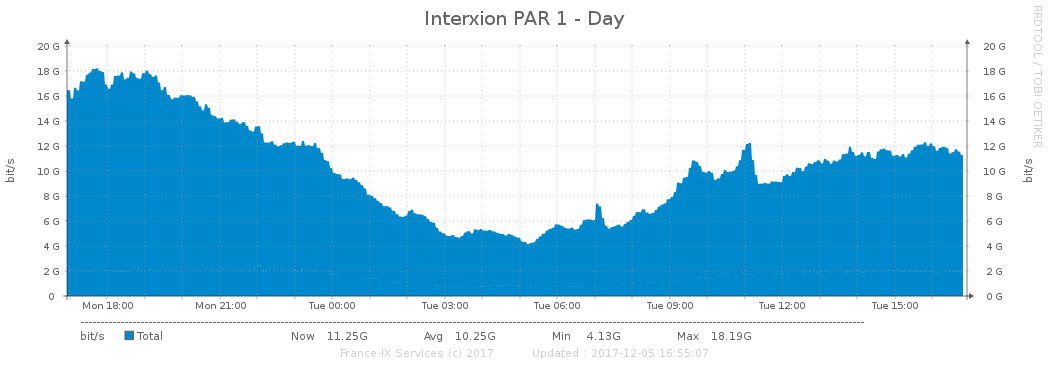 Interxion PAR 1 - Day
RRDTOOL / TOBI OETIKER
bit/s
20 G 20 G
18 G 18 G
16 G 16 G
14 G 14 G
12 G 12 G
10 G 10 G
8 G 8 G
6 G 6 G
4 G 4 G
2 G 2 G
0 0 G
bit/s
Mon 18:00 Mon 21:00 Tue 00:00 Tue 03:00 Tue 06:00 Tue 09:00 Tue 12:00 Tue 15:00
bit/s Total Now 11.25G Avg 10.25G Min 4.13G Max 18.19G
France-IX Services (c) 2017 Updated : 2017-12-05 16:55:07